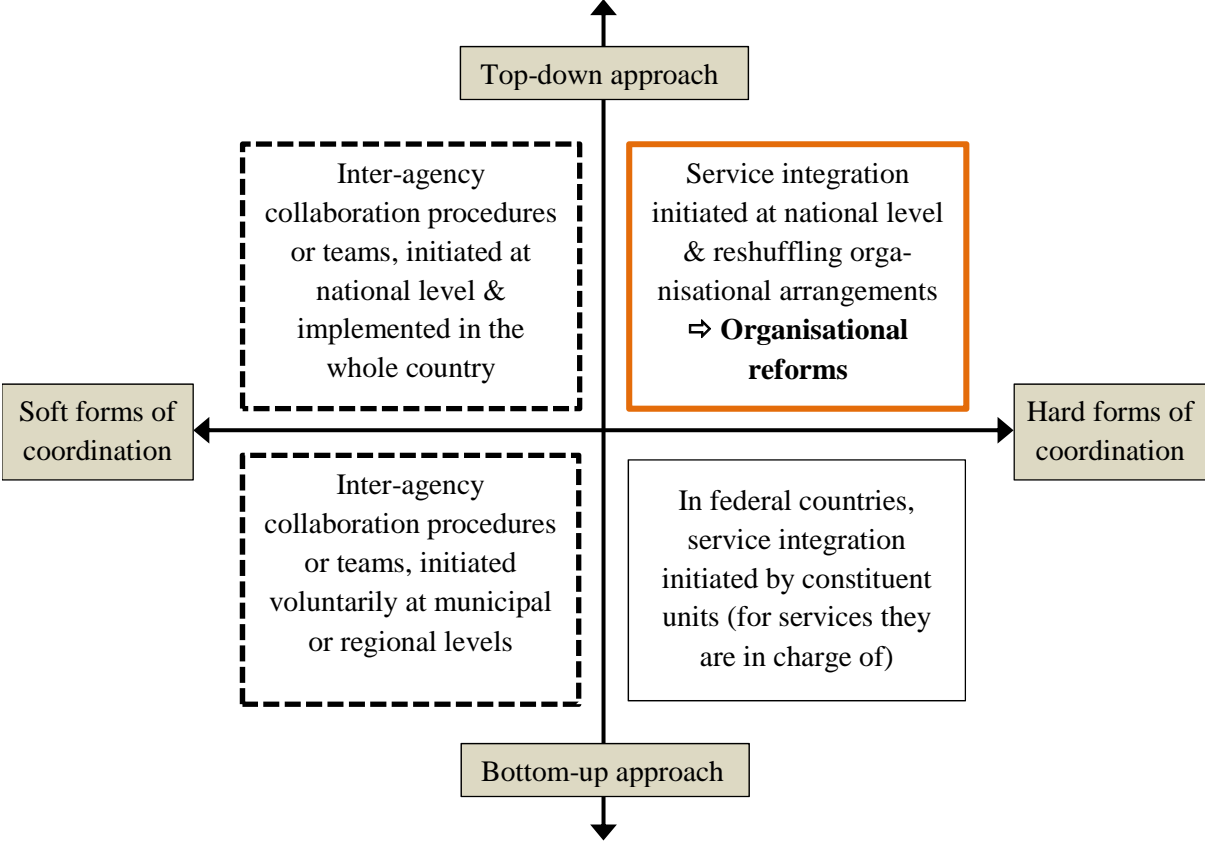 Top-down approach
Inter-agency
collaboration procedures
or teams, initiated at
national level &
implemented in the
whole country
Service integration
initiated at national level
& reshuffling orga-
nisational arrangements
⇨ Organisational
reforms
Soft forms of
coordination
Hard forms of
coordination
Inter-agency
collaboration procedures
or teams, initiated
voluntarily at municipal
or regional levels
In federal countries,
service integration
initiated by constituent
units (for services they
are in charge of)
Bottom-up approach